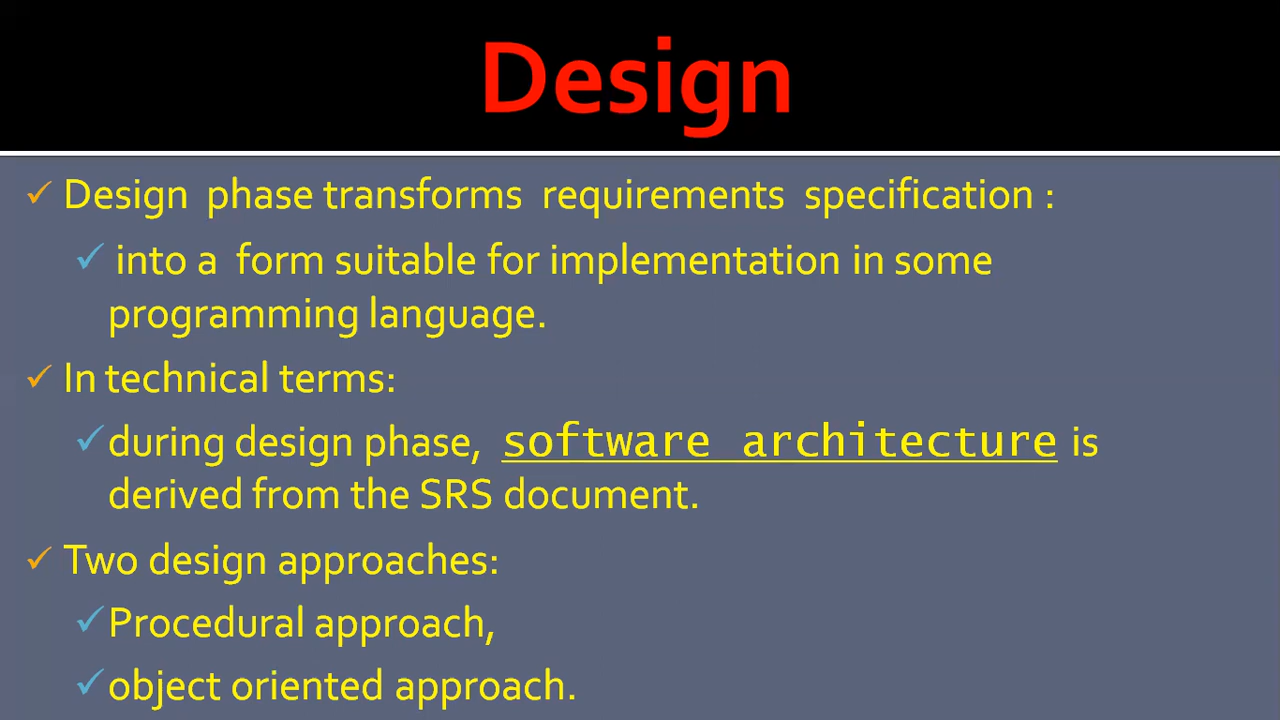 Design
Design phase transforms requirements specification :
into a form suitable for implementation in some
programming language.
In technical terms:
during design phase, software architecture is
derived from the SRS document.
Two design approaches:
Procedural approach,
object oriented approach.